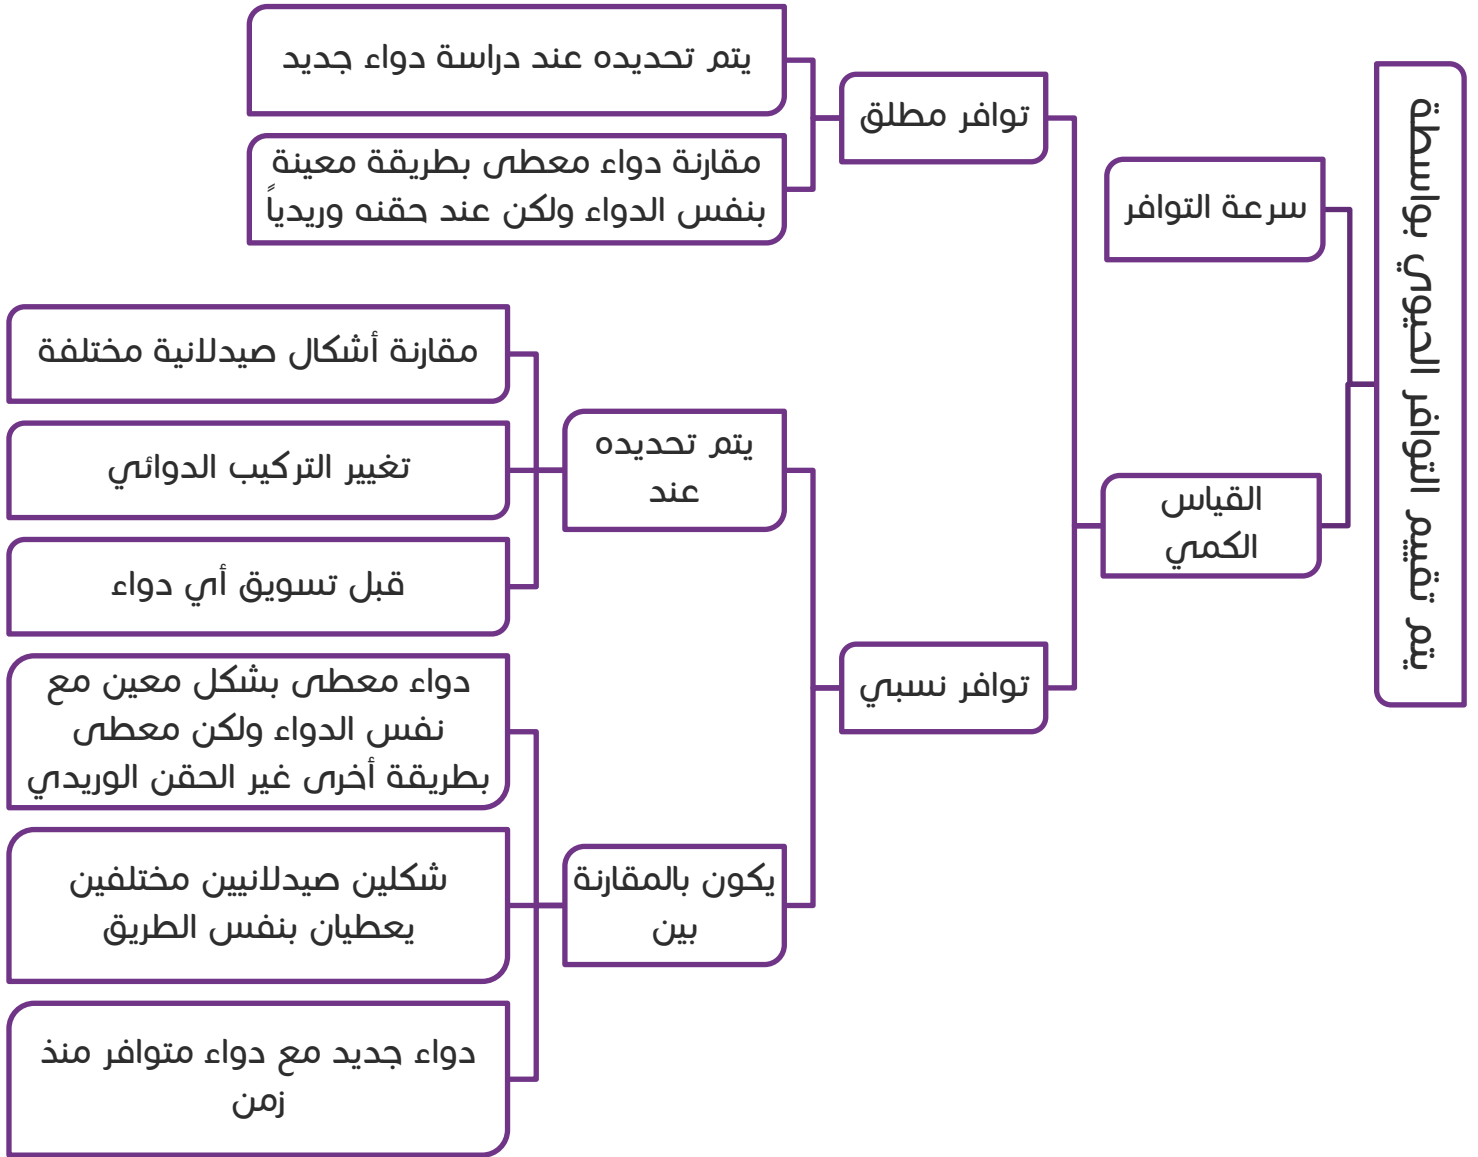 يتم تقييم التوافر الحيوي بواسطة
سرعة التوافر
القياس
الكمي
توافر مطلق
يتم تحديده عند دراسة دواء جديد
مقارنة دواء معطى بطريقة معينة
بنفس الدواء ولكن عند حقنه وريدياً
توافر نسبي
يتم تحديده
عند
مقارنة أشكال صيدلانية مختلفة
تغيير التركيب الدوائي
قبل تسويق أي دواء
يكون بالمقارنة
بين
دواء معطى بشكل معين مع
نفس الدواء ولكن معطى
بطريقة أخرى غير الحقن الوريدي
شكلين صيدلانيين مختلفين
يعطيان بنفس الطريق
دواء جديد مع دواء متوافر منذ
زمن